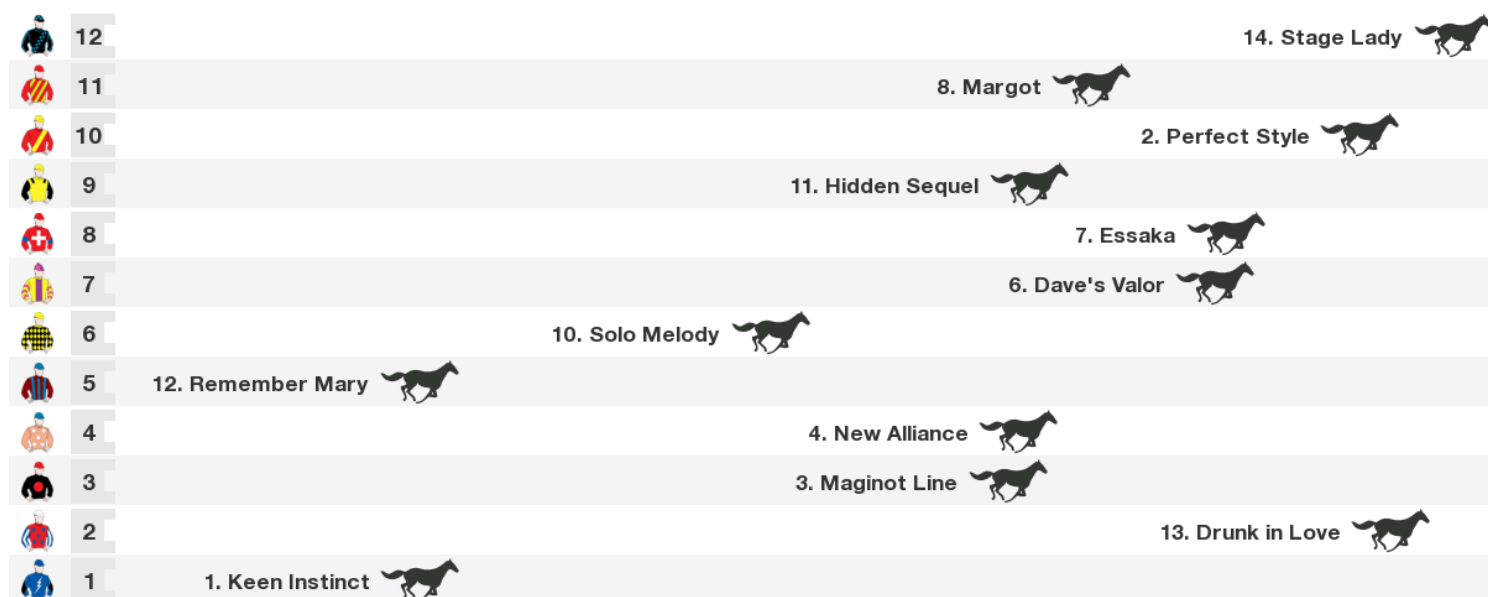 12 14. Stage Lady
11 8. Margot
10 2. Perfect Style
9 11. Hidden Sequel
8 7. Essaka
7 6. Dave's Valor
6 10. Solo Melody
5 12. Remember Mary
4 4. New Alliance
3 3. Maginot Line
2 13. Drunk in Love
1 1. Keen Instinct